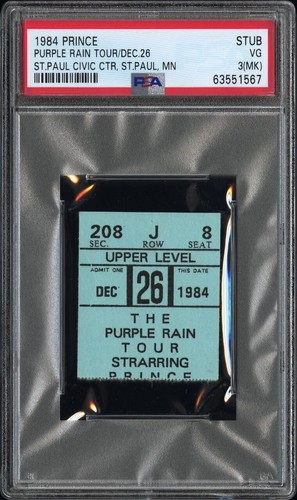 1984 PRINCE STUB
PURPLE RAIN TOUR/DEC.26 VG
ST.PAUL CIVIC CTR, ST.PAUL, MN 3(MK)
PSA 63551567
208 J 8
SEC. ROW SEAT
UPPER LEVEL
ADMIT ONE THIS DATE
DEC 26 1984
THE
PURPLE RAIN
TOUR
STRARRING
PRINCE